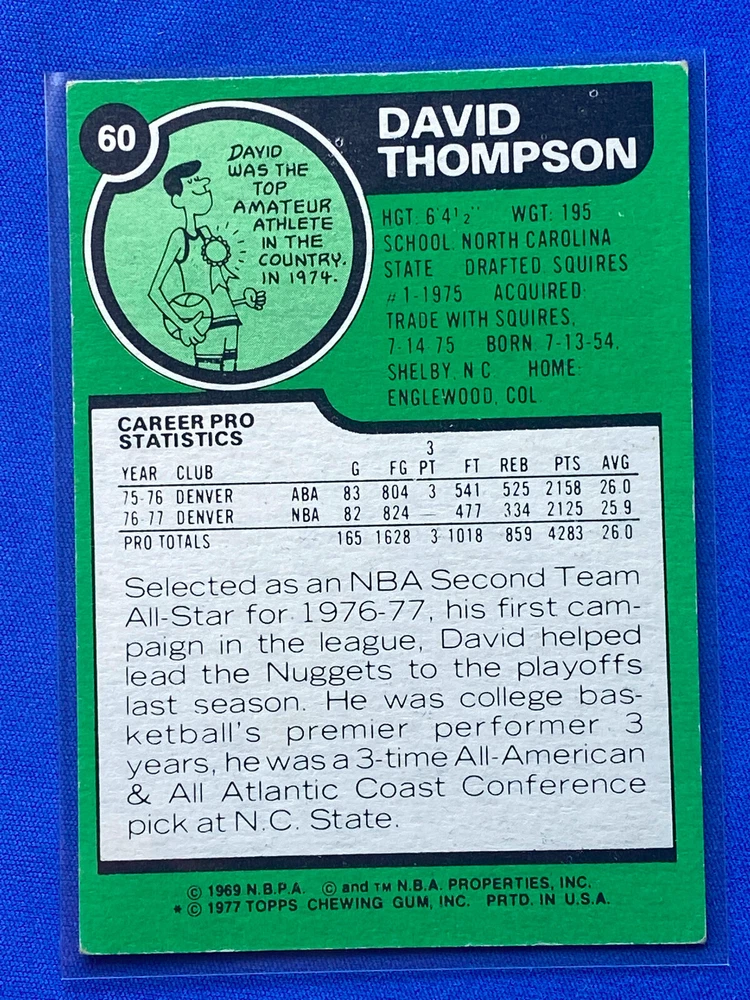 60
DAVID
THOMPSON
DAVID
WAS THE
TOP
AMATEUR
ATHLETE
IN THE
COUNTRY.
IN 1974.
HGT: 6'4½" WGT: 195
SCHOOL: NORTH CAROLINA
STATE DRAFTED: SQUIRES
#1-1975 ACQUIRED:
TRADE WITH SQUIRES,
7-14-75 BORN: 7-13-54,
SHELBY, N.C. HOME:
ENGLEWOOD, COL.
CAREER PRO
STATISTICS
YEAR CLUB G FG 3 PT FT REB PTS AVG
75-76 DENVER ABA 83 804 3 541 525 2158 26.0
76-77 DENVER NBA 82 824 — 477 334 2125 25.9
PRO TOTALS 165 1628 3 1018 859 4283 26.0
Selected as an NBA Second Team
All-Star for 1976-77, his first cam-
paign in the league, David helped
lead the Nuggets to the playoffs
last season. He was college bas-
ketball's premier performer 3
years, he was a 3-time All-American
& All Atlantic Coast Conference
pick at N.C. State.
© 1969 N.B.P.A. © and TM N.B.A. PROPERTIES, INC.
* © 1977 TOPPS CHEWING GUM, INC. PRTD. IN U.S.A.